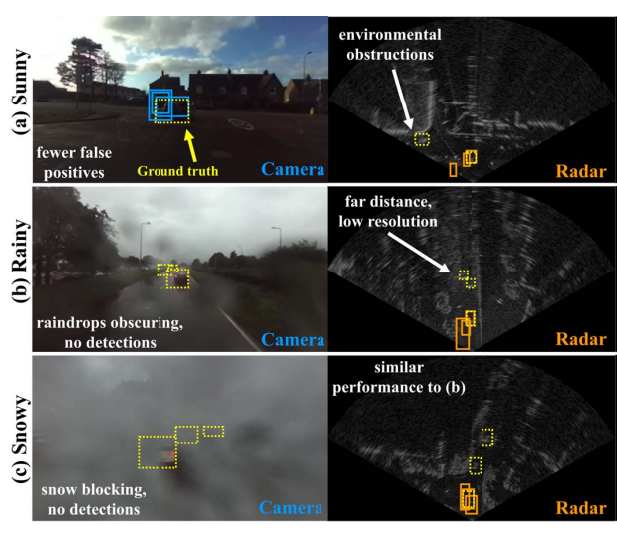 (a) Sunny
fewer false
positives
Ground truth
Camera
environmental
obstructions
Radar
(b) Rainy
raindrops obscuring,
no detections
Camera
far distance,
low resolution
Radar
(c) Snowy
snow blocking,
no detections
Camera
similar
performance to (b)
Radar